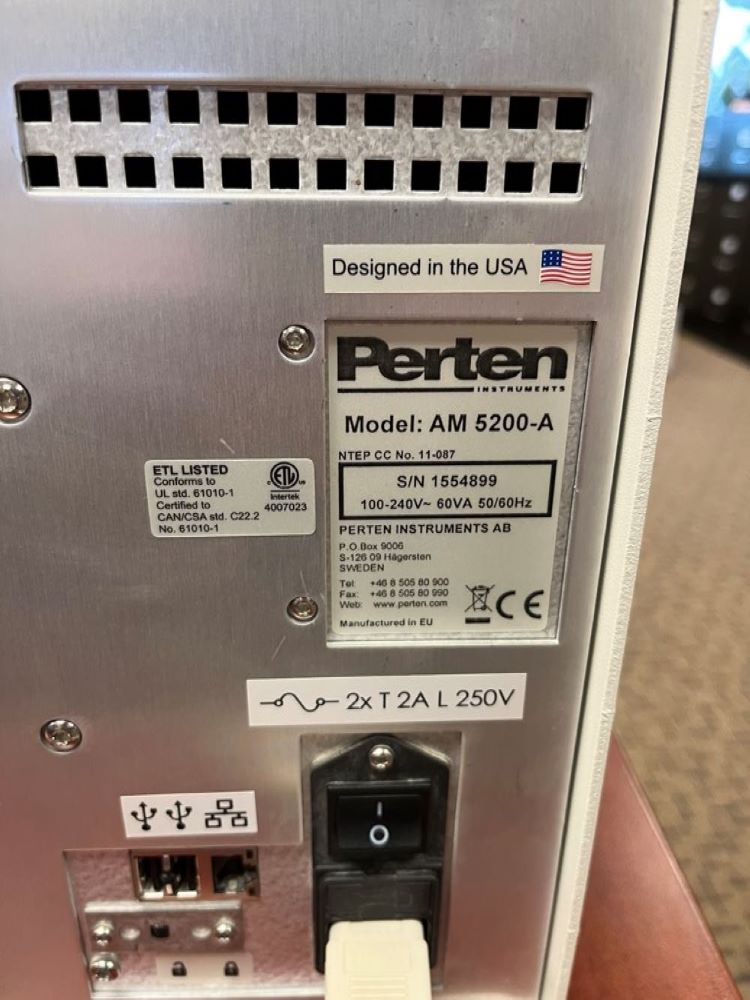 Designed in the USA
Perten
INSTRUMENTS
Model: AM 5200-A
NTEP CC No. 11-087
S/N 1554899
100-240V~ 60VA 50/60Hz
PERTEN INSTRUMENTS AB
P.O.Box 9006
S-126 09 Hägersten
SWEDEN
Tel: +46 8 505 80 900
Fax: +46 8 505 80 990
Web: www.perten.com
CE
Manufactured in EU
ETL LISTED
Conforms to
UL std. 61010-1
Certified to
CAN/CSA std. C22.2
No. 61010-1
c ETL us
Intertek
4007023
2x T 2A L 250V
I
O